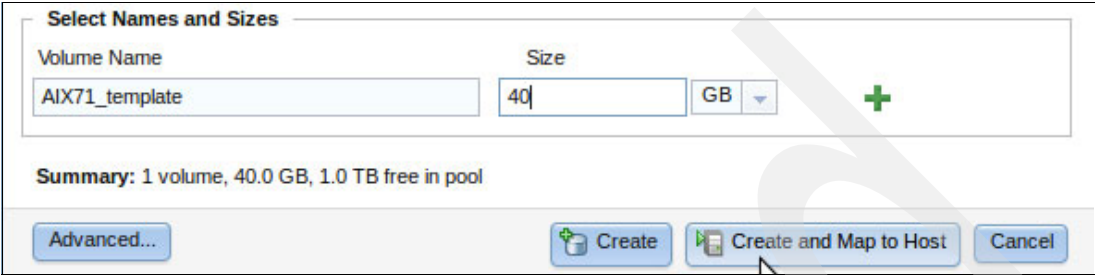 Select Names and Sizes
Volume Name Size
AIX71_template 40 GB
Summary: 1 volume, 40.0 GB, 1.0 TB free in pool
Advanced... Create Create and Map to Host Cancel